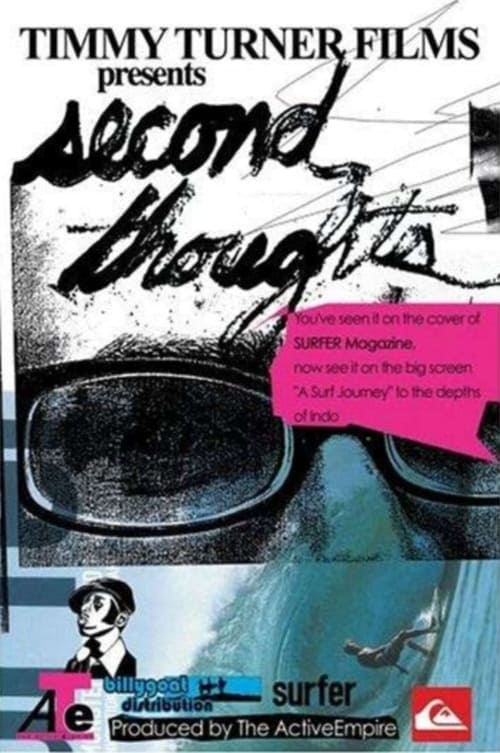 TIMMY TURNER FILMS
presents
second
thoughts
You've seen it on the cover of
SURFER Magazine,
now see it on the big screen
"A Surf Journey" to the depths
of Indo
ATe
billygoat
distribution
surfer
Produced by The ActiveEmpire